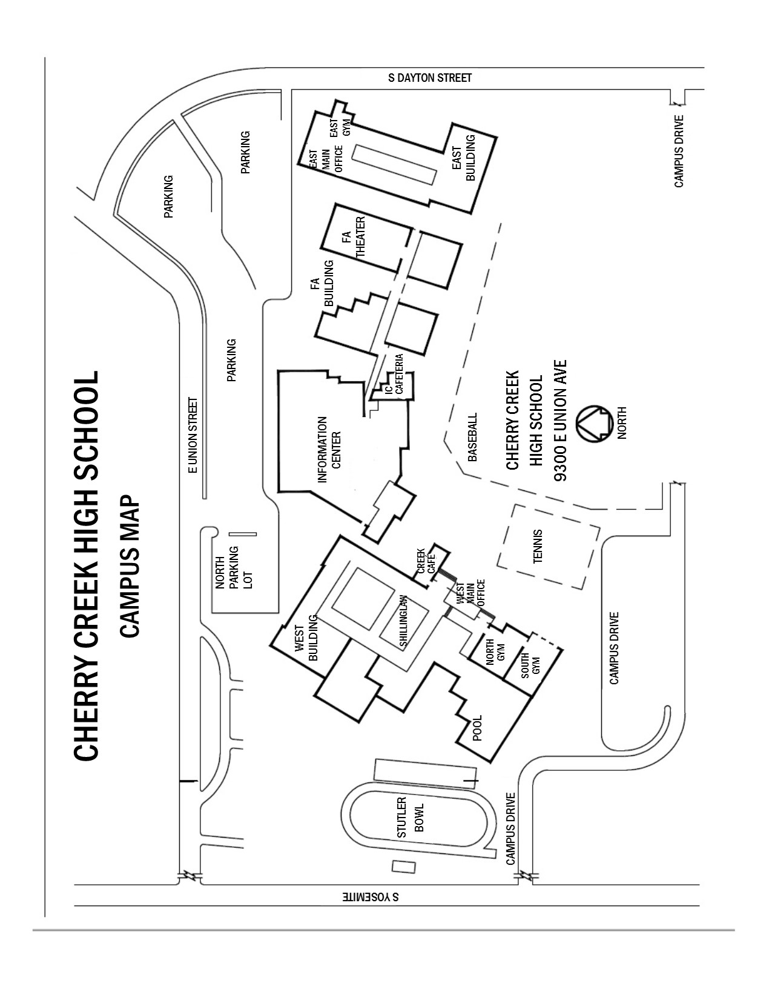 CHERRY CREEK HIGH SCHOOL
CAMPUS MAP
E UNION STREET
S DAYTON STREET
S YOSEMITE
PARKING
PARKING
PARKING
NORTH
PARKING
LOT
EAST
GYM
EAST
MAIN
OFFICE
EAST
BUILDING
FA
THEATER
FA
BUILDING
IC
CAFETERIA
INFORMATION
CENTER
CREEK
CAFÉ
WEST
MAIN
OFFICE
SHILLINGLAW
WEST
BUILDING
NORTH
GYM
SOUTH
GYM
POOL
STUTLER
BOWL
BASEBALL
TENNIS
CAMPUS DRIVE
CAMPUS DRIVE
CAMPUS DRIVE
CHERRY CREEK
HIGH SCHOOL
9300 E UNION AVE
NORTH